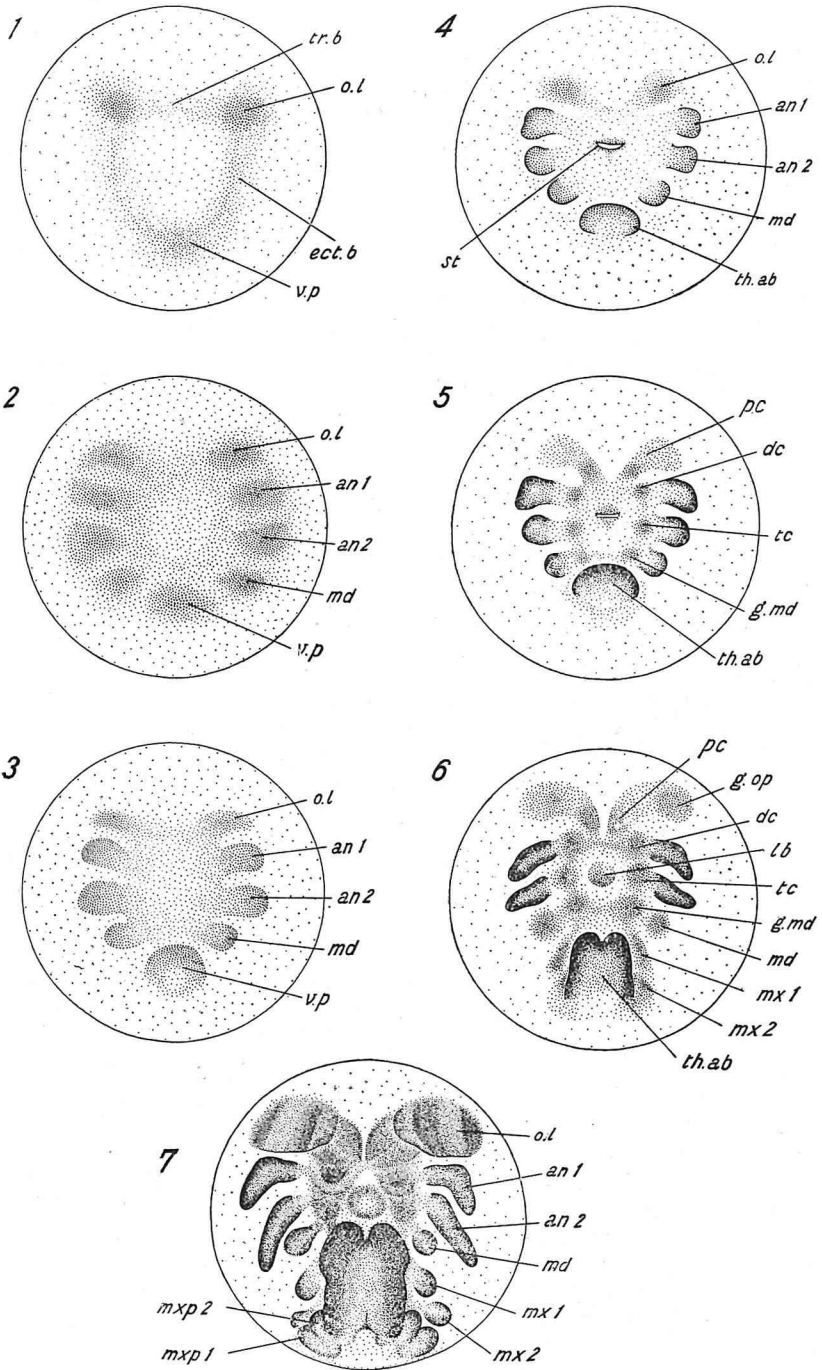 1
tr.b
o.l
ect.b
v.p
2
o.l
an 1
an 2
md
v.p
3
o.l
an 1
an 2
md
v.p
4
o.l
an 1
an 2
md
st
th.ab
5
pc
dc
tc
g.md
th.ab
6
pc
g.op
dc
lb
tc
g.md
md
mx 1
mx 2
th.ab
7
o.l
an 1
an 2
md
mx 1
mx 2
mxp 2
mxp 1